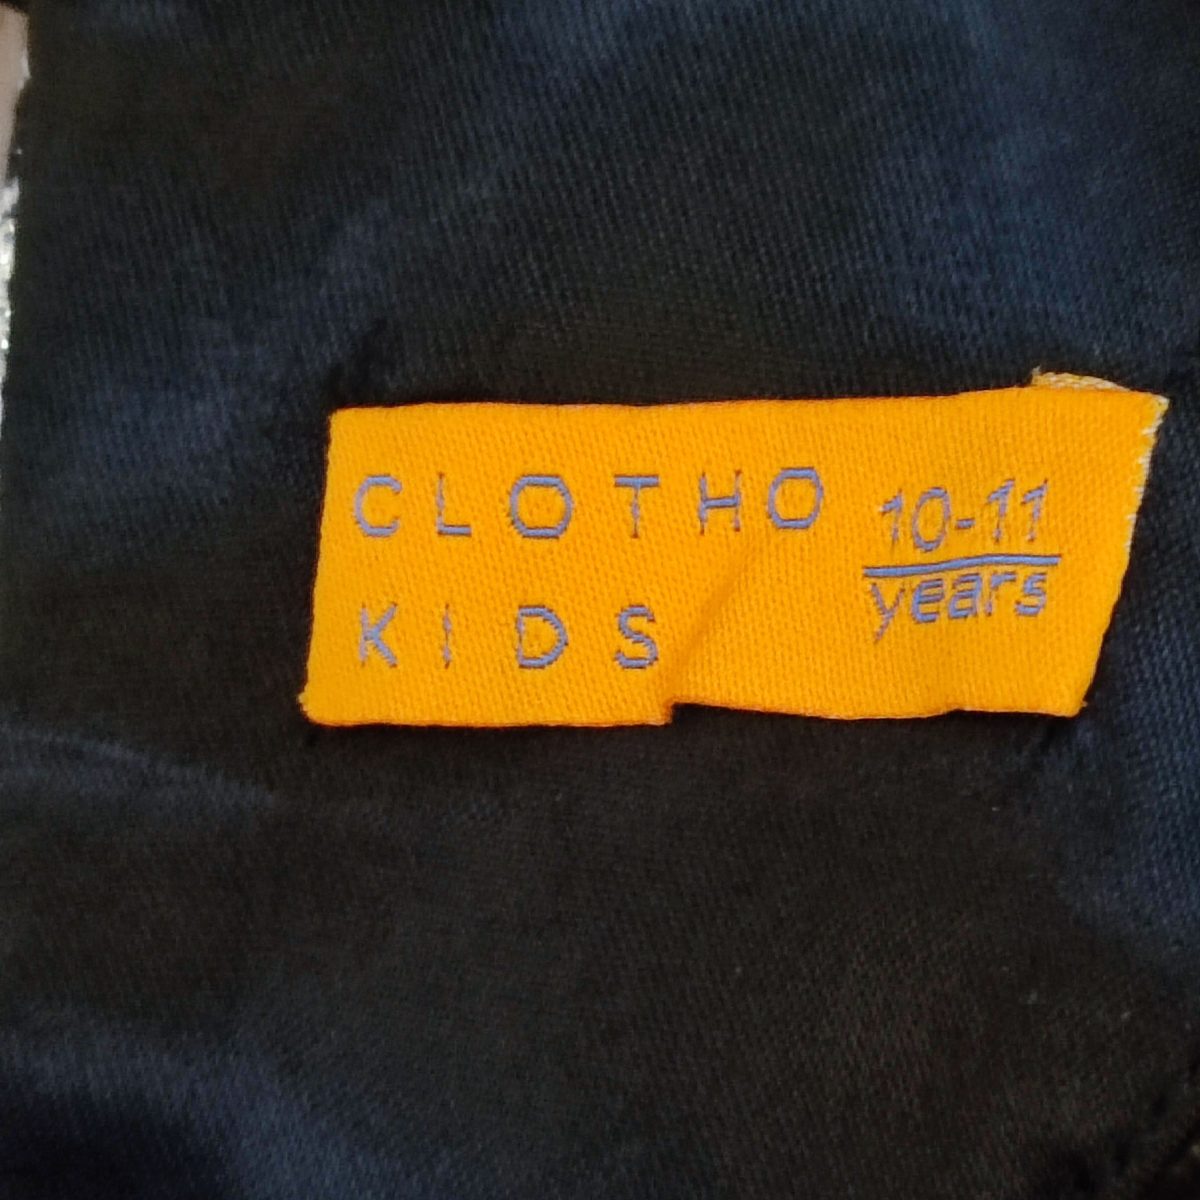 CLOTHO
KIDS
10-11
years